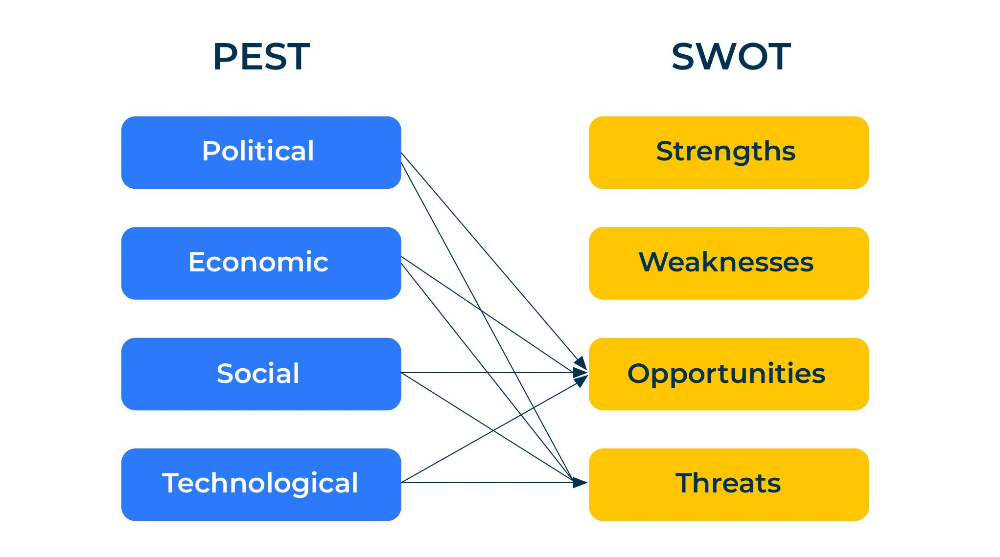 PEST
SWOT
Political
Strengths
Economic
Weaknesses
Social
Opportunities
Technological
Threats